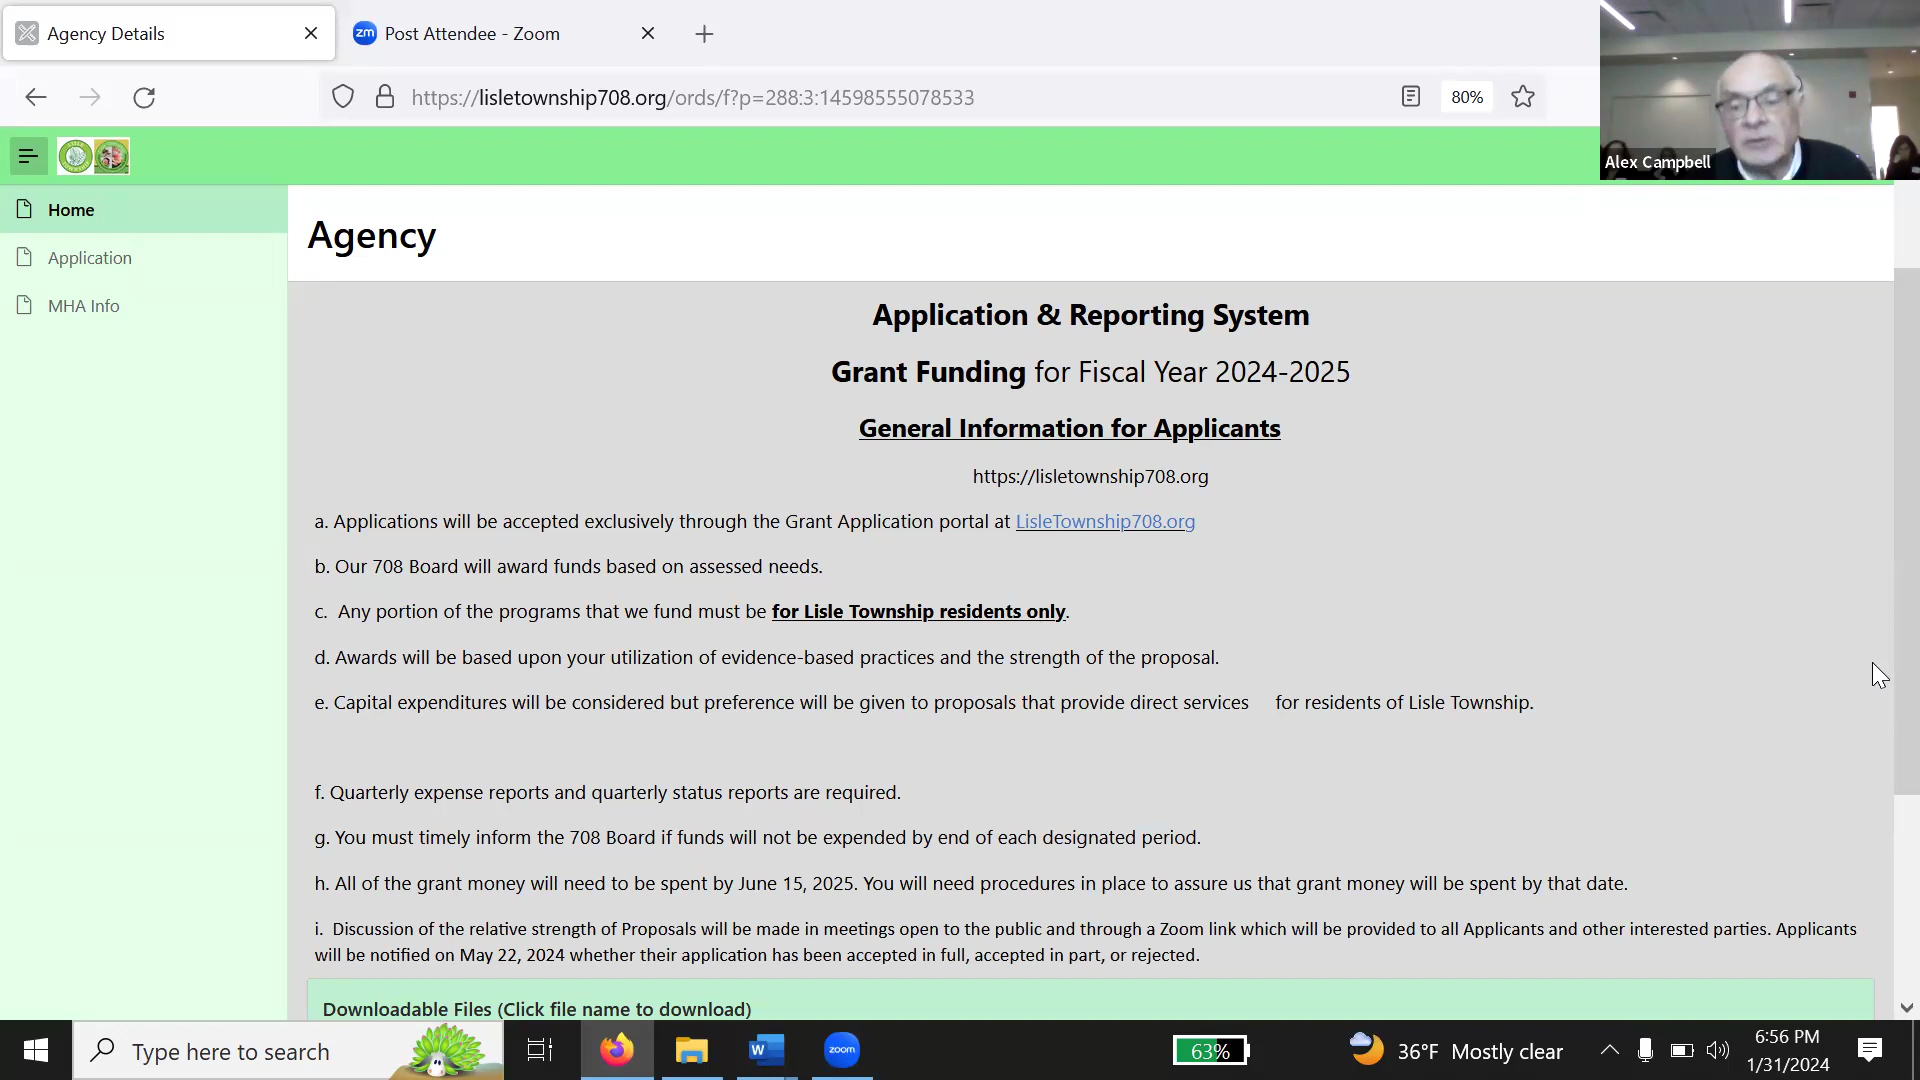 Agency Details
Post Attendee - Zoom
https://lisletownship708.org/ords/f?p=288:3:14598555078533
80%
Alex Campbell
Home
Application
MHA Info
Agency
Application & Reporting System
Grant Funding for Fiscal Year 2024-2025
General Information for Applicants
https://lisletownship708.org
a. Applications will be accepted exclusively through the Grant Application portal at LisleTownship708.org
b. Our 708 Board will award funds based on assessed needs.
c. Any portion of the programs that we fund must be for Lisle Township residents only.
d. Awards will be based upon your utilization of evidence-based practices and the strength of the proposal.
e. Capital expenditures will be considered but preference will be given to proposals that provide direct services for residents of Lisle Township.
f. Quarterly expense reports and quarterly status reports are required.
g. You must timely inform the 708 Board if funds will not be expended by end of each designated period.
h. All of the grant money will need to be spent by June 15, 2025. You will need procedures in place to assure us that grant money will be spent by that date.
i. Discussion of the relative strength of Proposals will be made in meetings open to the public and through a Zoom link which will be provided to all Applicants and other interested parties. Applicants
will be notified on May 22, 2024 whether their application has been accepted in full, accepted in part, or rejected.
Downloadable Files (Click file name to download)
Type here to search
zoom
63%
36°F Mostly clear
6:56 PM
1/31/2024